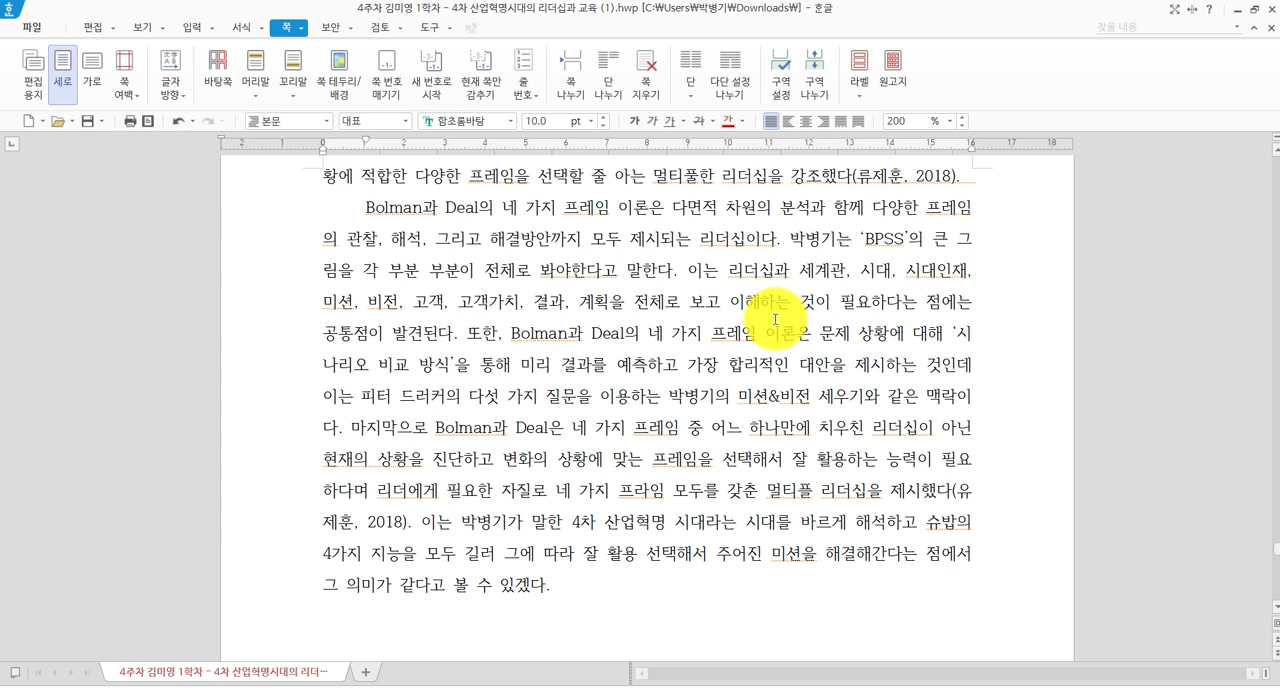 4주차 김미영 1학차 - 4차 산업혁명시대의 리더십과 교육 (1).hwp [C:₩Users₩박병기₩Downloads₩] - 한글
파일 편집 보기 입력 서식 쪽 보안 검토 도구 찾을 내용
편집 용지 세로 가로 쪽 여백 글자 방향 바탕쪽 머리말 꼬리말 쪽 테두리/배경 쪽 번호 매기기 새 번호로 시작 현재 쪽만 감추기 줄 번호 쪽 나누기 단 나누기 쪽 지우기 단 다단 설정 나누기 구역 설정 구역 나누기 라벨 원고지
본문 대표 함초롬바탕 10.0 pt 가 가 가 가 가 200 %
2 1 0 1 2 3 4 5 6 7 8 9 10 11 12 13 14 15 16 17 18
황에 적합한 다양한 프레임을 선택할 줄 아는 멀티풀한 리더십을 강조했다(류제훈, 2018).
Bolman과 Deal의 네 가지 프레임 이론은 다면적 차원의 분석과 함께 다양한 프레임
의 관찰, 해석, 그리고 해결방안까지 모두 제시되는 리더십이다. 박병기는 ‘BPSS’의 큰 그
림을 각 부분 부분이 전체로 봐야한다고 말한다. 이는 리더십과 세계관, 시대, 시대인재,
미션, 비전, 고객, 고객가치, 결과, 계획을 전체로 보고 이해하는 것이 필요하다는 점에는
공통점이 발견된다. 또한, Bolman과 Deal의 네 가지 프레임 이론은 문제 상황에 대해 ‘시
나리오 비교 방식’을 통해 미리 결과를 예측하고 가장 합리적인 대안을 제시하는 것인데
이는 피터 드러커의 다섯 가지 질문을 이용하는 박병기의 미션&비전 세우기와 같은 맥락이
다. 마지막으로 Bolman과 Deal은 네 가지 프레임 중 어느 하나만에 치우친 리더십이 아닌
현재의 상황을 진단하고 변화의 상황에 맞는 프레임을 선택해서 잘 활용하는 능력이 필요
하다며 리더에게 필요한 자질로 네 가지 프라임 모두를 갖춘 멀티플 리더십을 제시했다(유
제훈, 2018). 이는 박병기가 말한 4차 산업혁명 시대라는 시대를 바르게 해석하고 슈밥의
4가지 지능을 모두 길러 그에 따라 잘 활용 선택해서 주어진 미션을 해결해간다는 점에서
그 의미가 같다고 볼 수 있겠다.
4주차 김미영 1학차 - 4차 산업혁명시대의 리더···